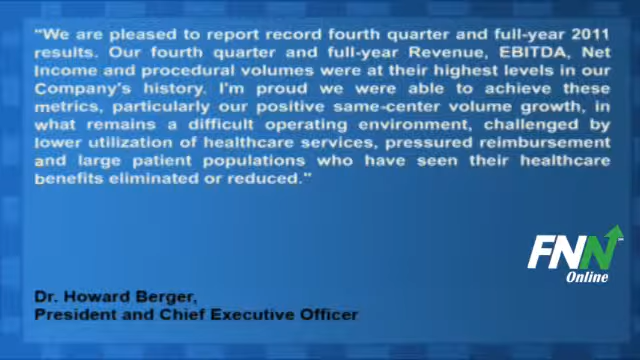 "We are pleased to report record fourth quarter and full-year 2011
results. Our fourth quarter and full-year Revenue, EBITDA, Net
Income and procedural volumes were at their highest levels in our
Company's history. I'm proud we were able to achieve these
metrics, particularly our positive same-center volume growth, in
what remains a difficult operating environment, challenged by
lower utilization of healthcare services, pressured reimbursement
and large patient populations who have seen their healthcare
benefits eliminated or reduced."
FNN
Online
Dr. Howard Berger,
President and Chief Executive Officer